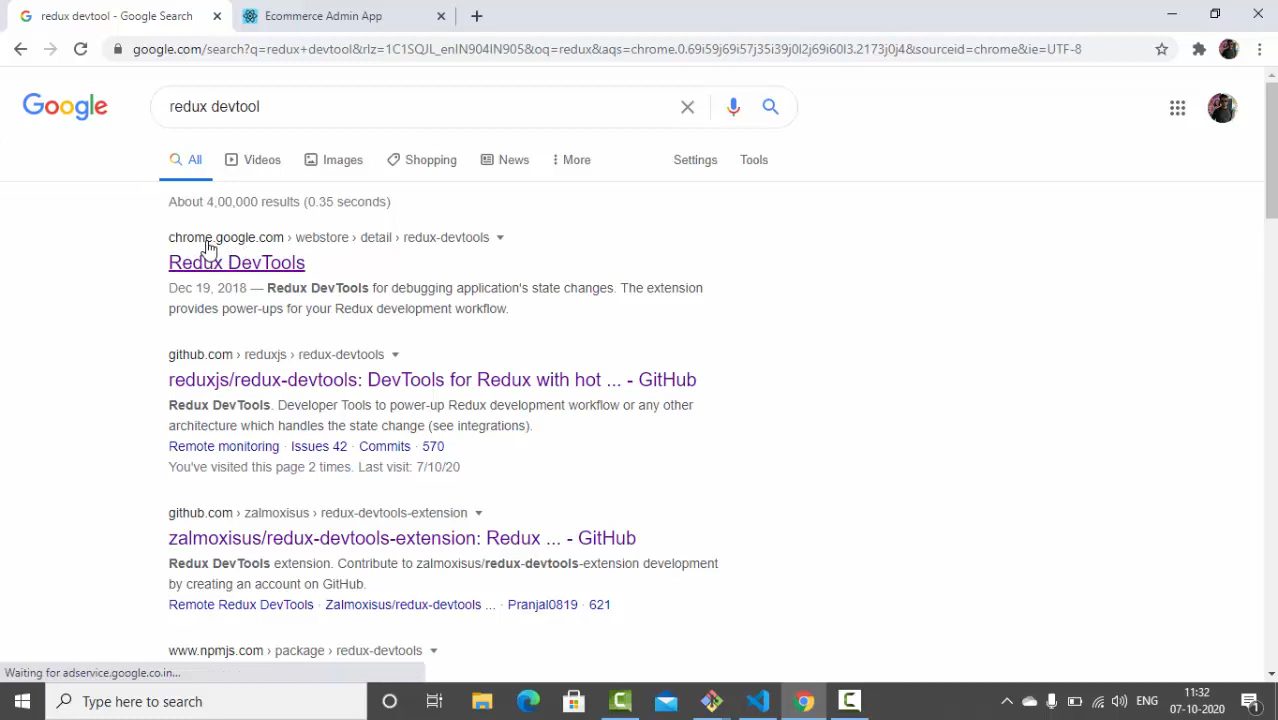 redux devtool - Google Search
Ecommerce Admin App
google.com/search?q=redux+devtool&rlz=1C1SQJL_enIN904IN905&oq=redux&aqs=chrome.0.69i59j69i57j35i39j0l2j69i60l3.2173j0j4&sourceid=chrome&ie=UTF-8
Google
redux devtool
All
Videos
Images
Shopping
News
More
Settings
Tools
About 4,00,000 results (0.35 seconds)
chrome.google.com › webstore › detail › redux-devtools
Redux DevTools
Dec 19, 2018 — Redux DevTools for debugging application's state changes. The extension
provides power-ups for your Redux development workflow.
github.com › reduxjs › redux-devtools
reduxjs/redux-devtools: DevTools for Redux with hot ... - GitHub
Redux DevTools. Developer Tools to power-up Redux development workflow or any other
architecture which handles the state change (see integrations).
Remote monitoring · Issues 42 · Commits · 570
You've visited this page 2 times. Last visit: 7/10/20
github.com › zalmoxisus › redux-devtools-extension
zalmoxisus/redux-devtools-extension: Redux ... - GitHub
Redux DevTools extension. Contribute to zalmoxisus/redux-devtools-extension development
by creating an account on GitHub.
Remote Redux DevTools · Zalmoxisus/redux-devtools ... · Pranjal0819 · 621
www.npmjs.com › package › redux-devtools
Waiting for adservice.google.co.in...
Type here to search
ENG
11:32
07-10-2020
1